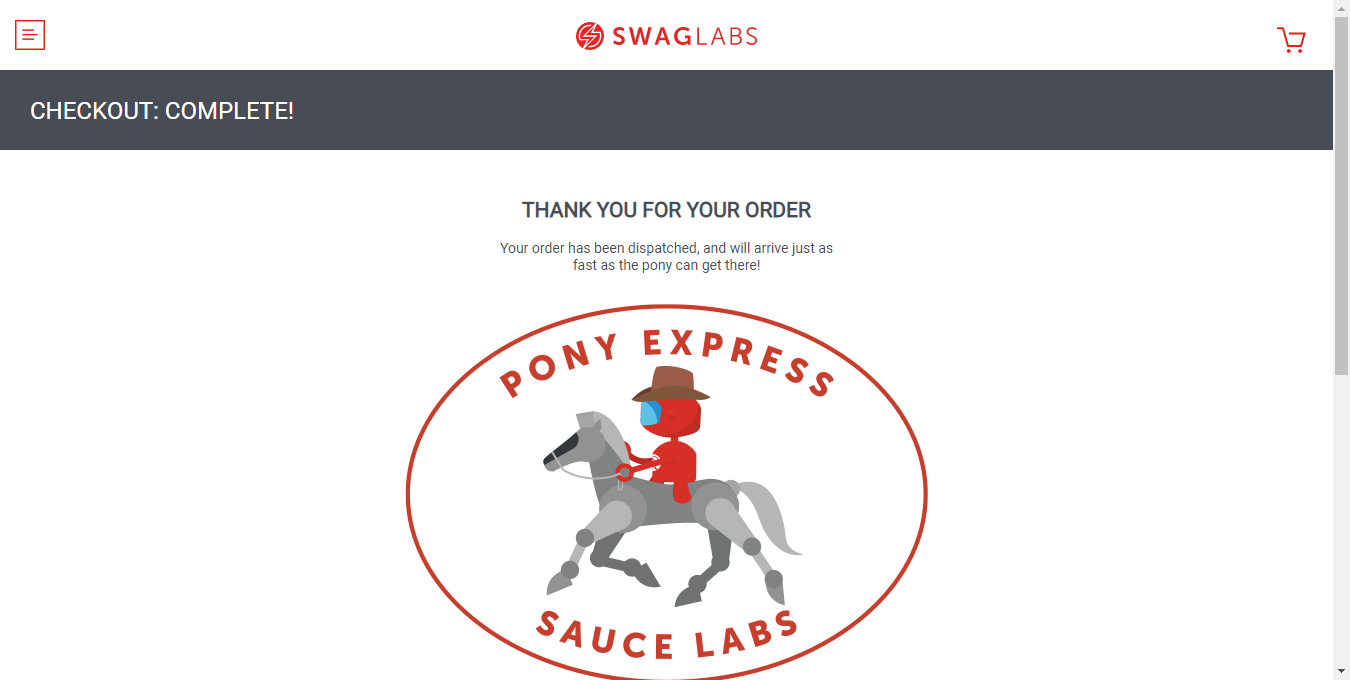 SWAGLABS
CHECKOUT: COMPLETE!
THANK YOU FOR YOUR ORDER
Your order has been dispatched, and will arrive just as
fast as the pony can get there!
PONY EXPRESS
SAUCE LABS